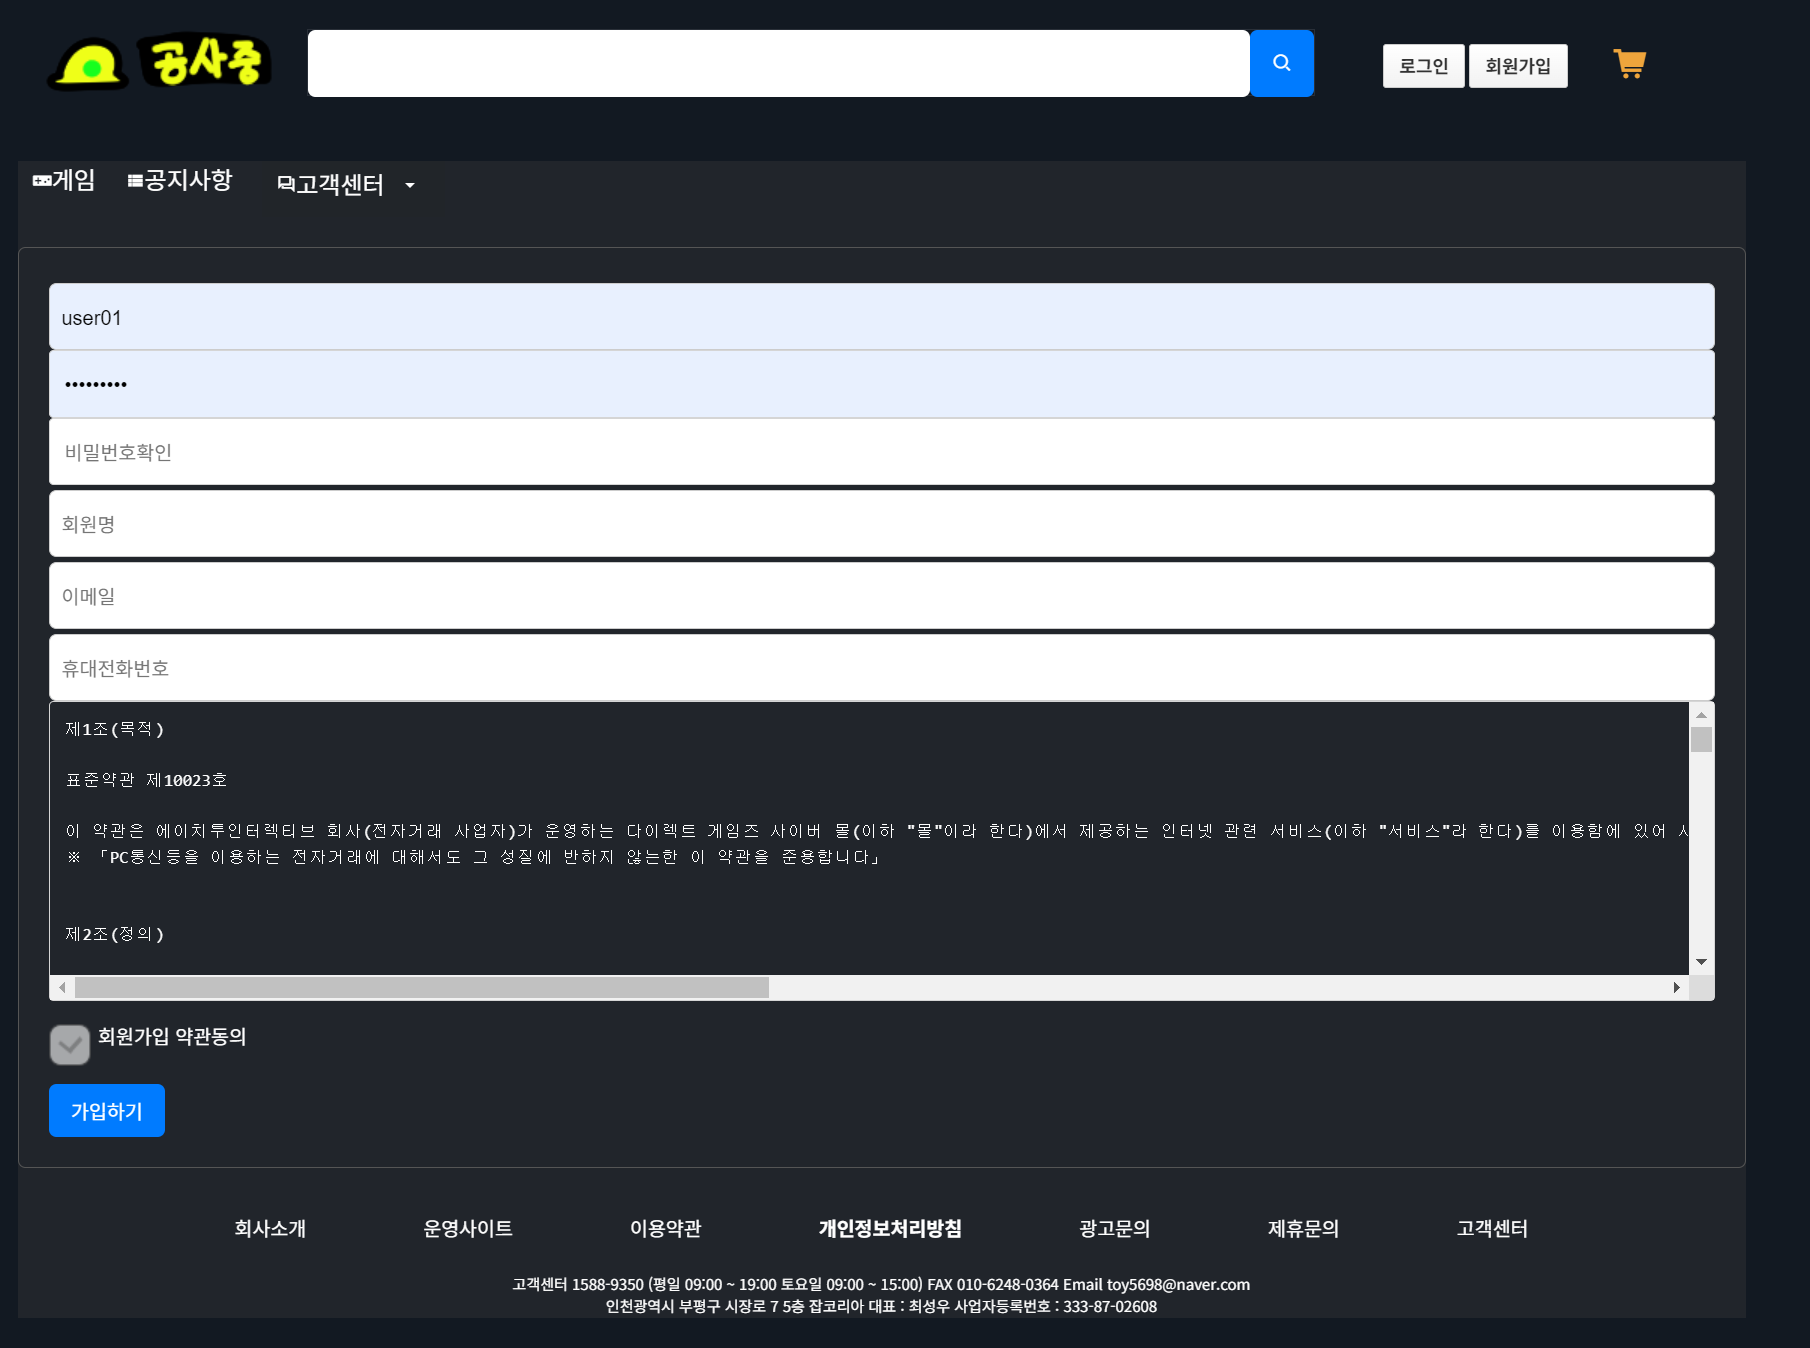 공사중
로그인 회원가입
게임 공지사항 고객센터
user01
•••••••••
비밀번호확인
회원명
이메일
휴대전화번호
제1조(목적)
표준약관 제10023호
이 약관은 에이치투인터렉티브 회사(전자거래 사업자)가 운영하는 다이렉트 게임즈 사이버 몰(이하 "몰"이라 한다)에서 제공하는 인터넷 관련 서비스(이하 "서비스"라 한다)를 이용함에 있어
※ 「PC통신등을 이용하는 전자거래에 대해서도 그 성질에 반하지 않는한 이 약관을 준용합니다」
제2조(정의)
회원가입 약관동의
가입하기
회사소개 운영사이트 이용약관 개인정보처리방침 광고문의 제휴문의 고객센터
고객센터 1588-9350 (평일 09:00 ~ 19:00 토요일 09:00 ~ 15:00) FAX 010-6248-0364 Email toy5698@naver.com
인천광역시 부평구 시장로 7 5층 잡코리아 대표 : 최성우 사업자등록번호 : 333-87-02608